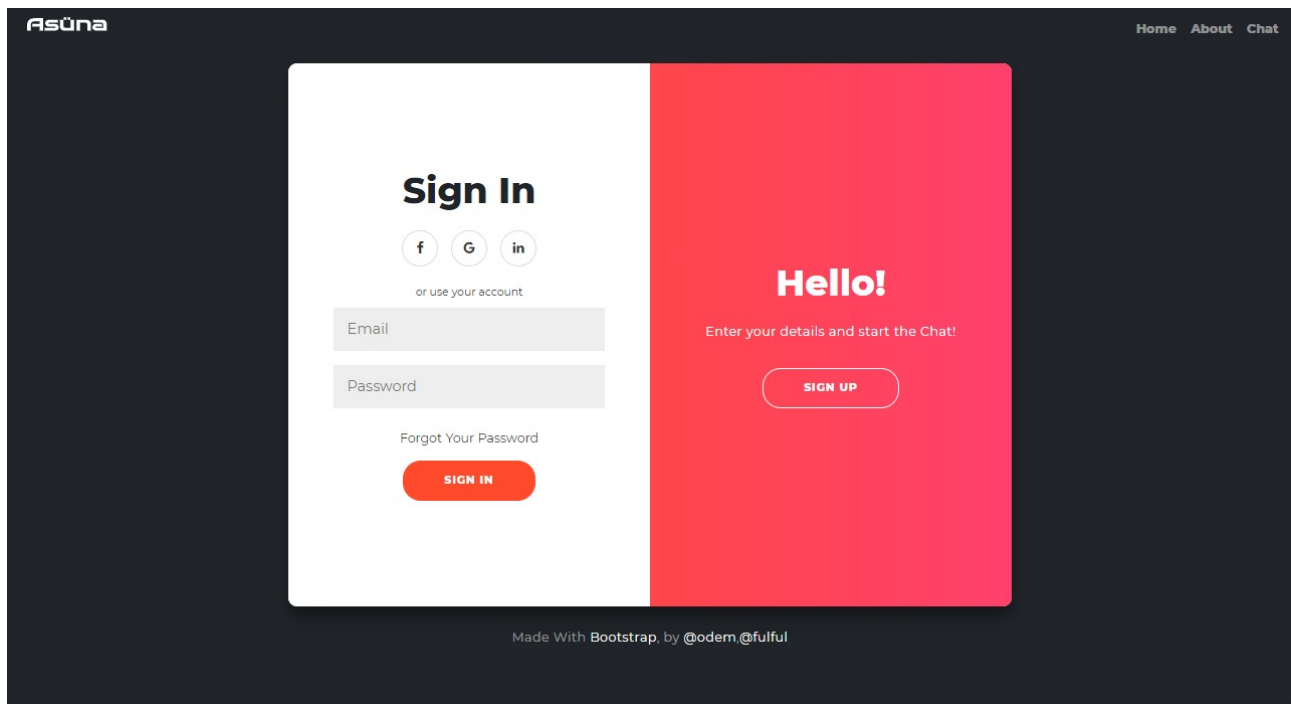 Asüna
Home About Chat
Sign In
f G in
or use your account
Email
Password
Forgot Your Password
SIGN IN
Hello!
Enter your details and start the Chat!
SIGN UP
Made With Bootstrap, by @odem,@fulful